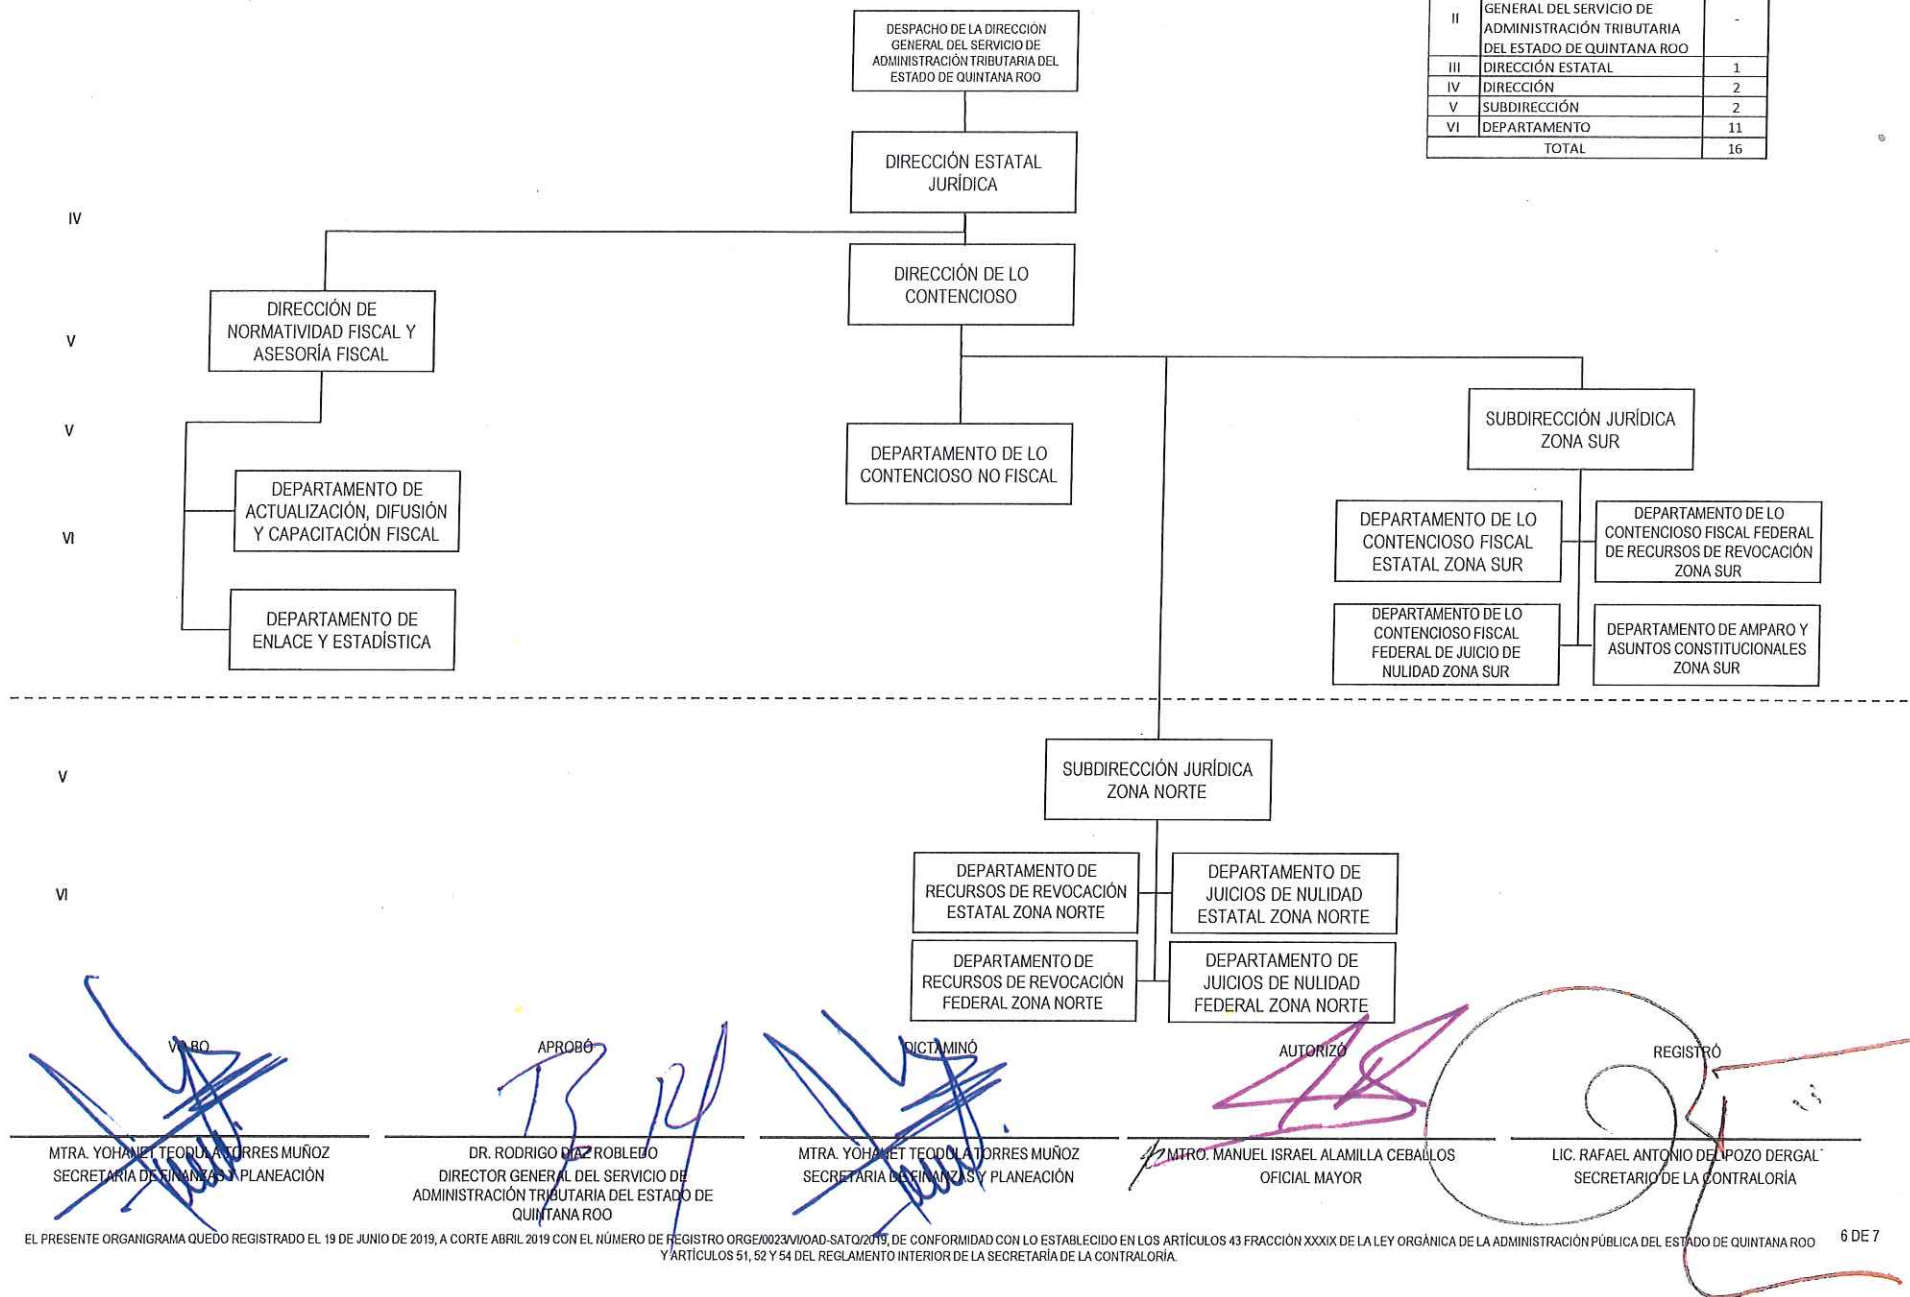 DESPACHO DE LA DIRECCIÓN
GENERAL DEL SERVICIO DE
ADMINISTRACIÓN TRIBUTARIA DEL
ESTADO DE QUINTANA ROO
II
GENERAL DEL SERVICIO DE
ADMINISTRACIÓN TRIBUTARIA
DEL ESTADO DE QUINTANA ROO
-
III DIRECCIÓN ESTATAL 1
IV DIRECCIÓN 2
V SUBDIRECCIÓN 2
VI DEPARTAMENTO 11
TOTAL 16
DIRECCIÓN ESTATAL
JURÍDICA
IV
DIRECCIÓN DE LO
CONTENCIOSO
DIRECCIÓN DE
NORMATIVIDAD FISCAL Y
ASESORÍA FISCAL
V
SUBDIRECCIÓN JURÍDICA
ZONA SUR
V
DEPARTAMENTO DE LO
CONTENCIOSO NO FISCAL
DEPARTAMENTO DE
ACTUALIZACIÓN, DIFUSIÓN
Y CAPACITACIÓN FISCAL
VI
DEPARTAMENTO DE LO
CONTENCIOSO FISCAL
ESTATAL ZONA SUR
DEPARTAMENTO DE LO
CONTENCIOSO FISCAL FEDERAL
DE RECURSOS DE REVOCACIÓN
ZONA SUR
DEPARTAMENTO DE
ENLACE Y ESTADÍSTICA
DEPARTAMENTO DE LO
CONTENCIOSO FISCAL
FEDERAL DE JUICIO DE
NULIDAD ZONA SUR
DEPARTAMENTO DE AMPARO Y
ASUNTOS CONSTITUCIONALES
ZONA SUR
V
SUBDIRECCIÓN JURÍDICA
ZONA NORTE
VI
DEPARTAMENTO DE
RECURSOS DE REVOCACIÓN
ESTATAL ZONA NORTE
DEPARTAMENTO DE
JUICIOS DE NULIDAD
ESTATAL ZONA NORTE
DEPARTAMENTO DE
RECURSOS DE REVOCACIÓN
FEDERAL ZONA NORTE
DEPARTAMENTO DE
JUICIOS DE NULIDAD
FEDERAL ZONA NORTE
VO.BO.
MTRA. YOHANET TEODULA TORRES MUÑOZ
SECRETARIA DE FINANZAS Y PLANEACIÓN
APROBÓ
DR. RODRIGO DÍAZ ROBLEDO
DIRECTOR GENERAL DEL SERVICIO DE
ADMINISTRACIÓN TRIBUTARIA DEL ESTADO DE
QUINTANA ROO
DICTAMINÓ
MTRA. YOHANET TEODULA TORRES MUÑOZ
SECRETARIA DE FINANZAS Y PLANEACIÓN
AUTORIZÓ
MTRO. MANUEL ISRAEL ALAMILLA CEBALLOS
OFICIAL MAYOR
REGISTRÓ
LIC. RAFAEL ANTONIO DEL POZO DERGAL
SECRETARIO DE LA CONTRALORÍA
EL PRESENTE ORGANIGRAMA QUEDO REGISTRADO EL 19 DE JUNIO DE 2019, A CORTE ABRIL 2019 CON EL NÚMERO DE REGISTRO ORGE/0023/VI/OAD-SATQ/2019, DE CONFORMIDAD CON LO ESTABLECIDO EN LOS ARTÍCULOS 43 FRACCIÓN XXXIX DE LA LEY ORGÁNICA DE LA ADMINISTRACIÓN PÚBLICA DEL ESTADO DE QUINTANA ROO
Y ARTÍCULOS 51, 52 Y 54 DEL REGLAMENTO INTERIOR DE LA SECRETARÍA DE LA CONTRALORÍA.
6 DE 7